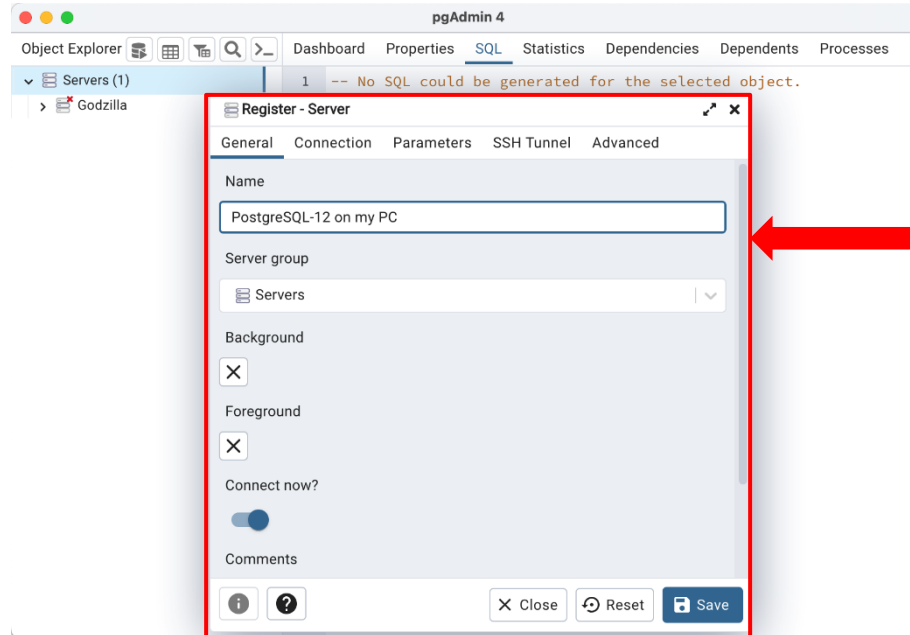 pgAdmin 4
Object Explorer Dashboard Properties SQL Statistics Dependencies Dependents Processes
Servers (1)
1 -- No SQL could be generated for the selected object.
Godzilla
Register - Server
General Connection Parameters SSH Tunnel Advanced
Name
PostgreSQL-12 on my PC
Server group
Servers
Background
Foreground
Connect now?
Comments
Close Reset Save